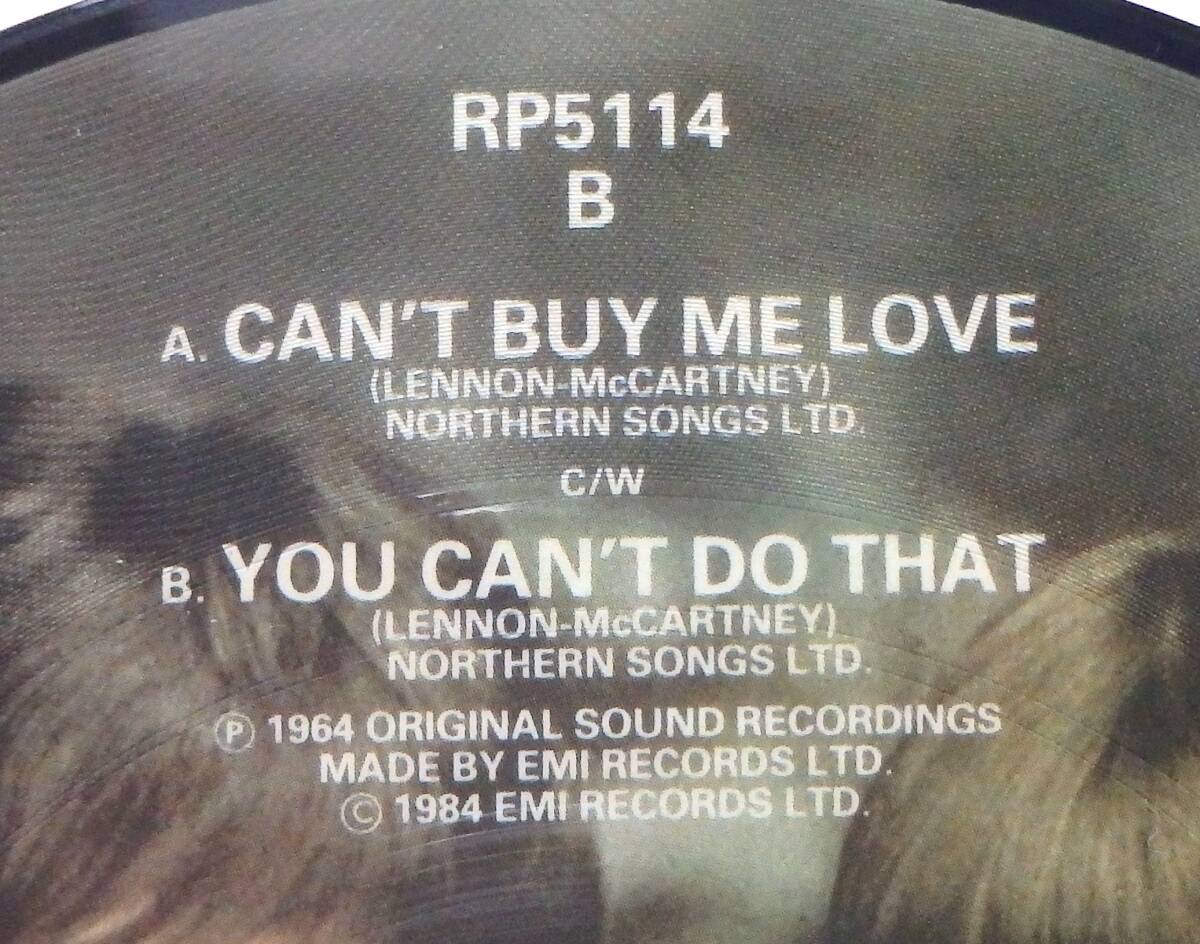 RP5114
B
A. CAN'T BUY ME LOVE
(LENNON-McCARTNEY)
NORTHERN SONGS LTD.
C/W
B. YOU CAN'T DO THAT
(LENNON-McCARTNEY)
NORTHERN SONGS LTD.
Ⓟ 1964 ORIGINAL SOUND RECORDINGS
MADE BY EMI RECORDS LTD.
© 1984 EMI RECORDS LTD.